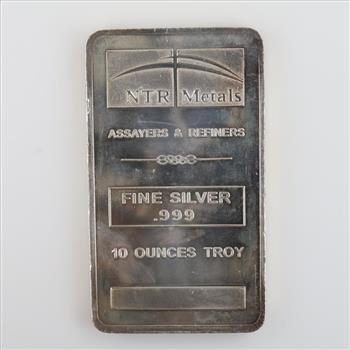 NTR Metals
ASSAYERS & REFINERS
FINE SILVER
.999
10 OUNCES TROY